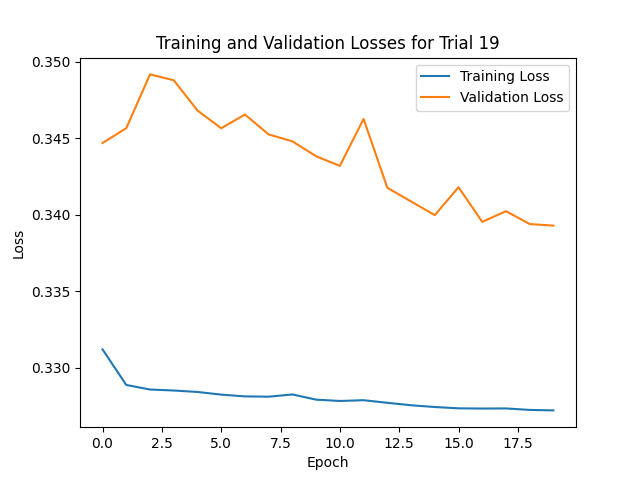 Training and Validation Losses for Trial 19
Training Loss
Validation Loss
0.350
0.345
0.340
0.335
0.330
Loss
0.0 2.5 5.0 7.5 10.0 12.5 15.0 17.5
Epoch